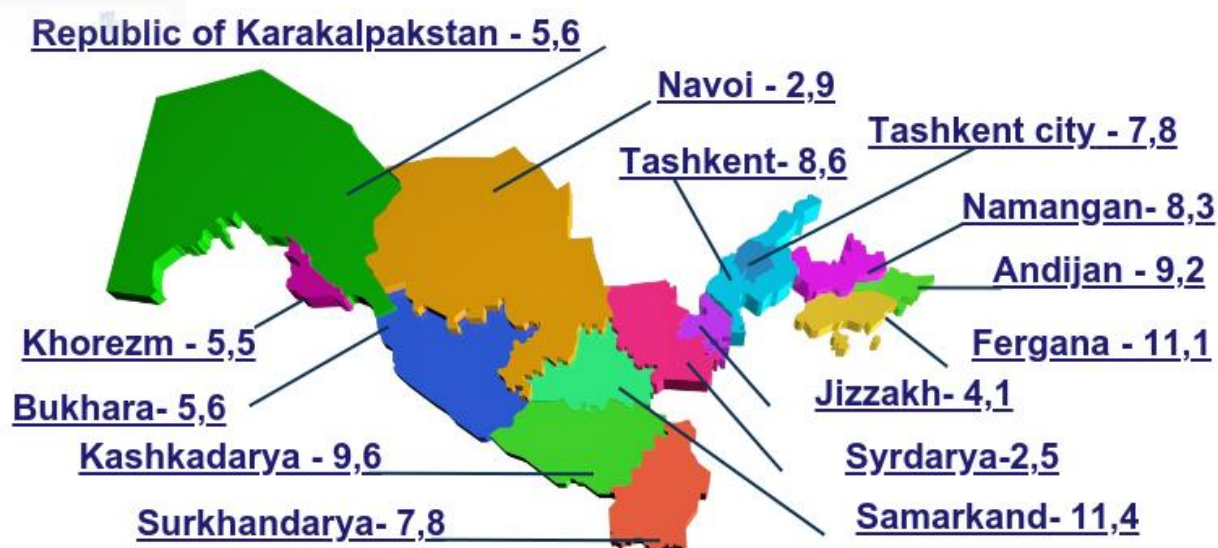 Republic of Karakalpakstan - 5,6
Navoi - 2,9
Tashkent city - 7,8
Tashkent- 8,6
Namangan- 8,3
Andijan - 9,2
Khorezm - 5,5
Fergana - 11,1
Bukhara- 5,6
Jizzakh- 4,1
Kashkadarya - 9,6
Syrdarya-2,5
Surkhandarya- 7,8
Samarkand- 11,4